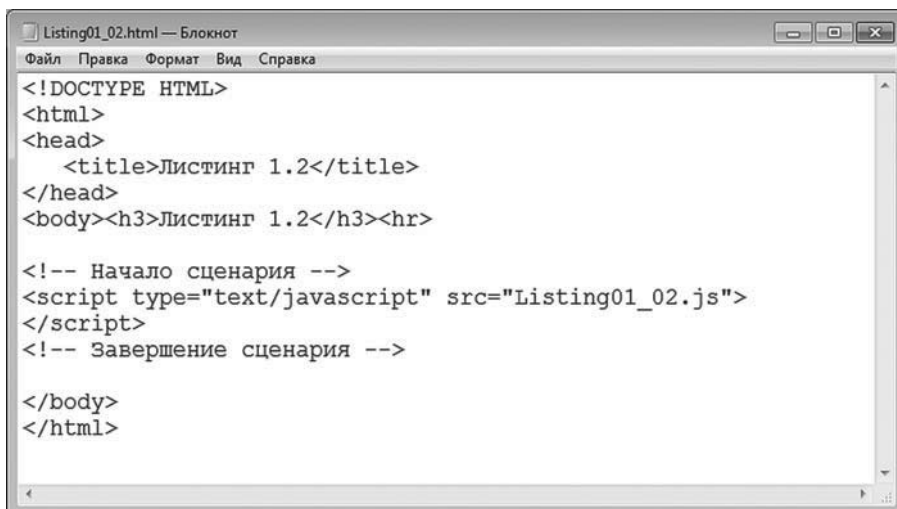 Listing01_02.html — Блокнот
Файл Правка Формат Вид Справка
<!DOCTYPE HTML>
<html>
<head>
   <title>Листинг 1.2</title>
</head>
<body><h3>Листинг 1.2</h3><hr>
<!-- Начало сценария -->
<script type="text/javascript" src="Listing01_02.js">
</script>
<!-- Завершение сценария -->
</body>
</html>